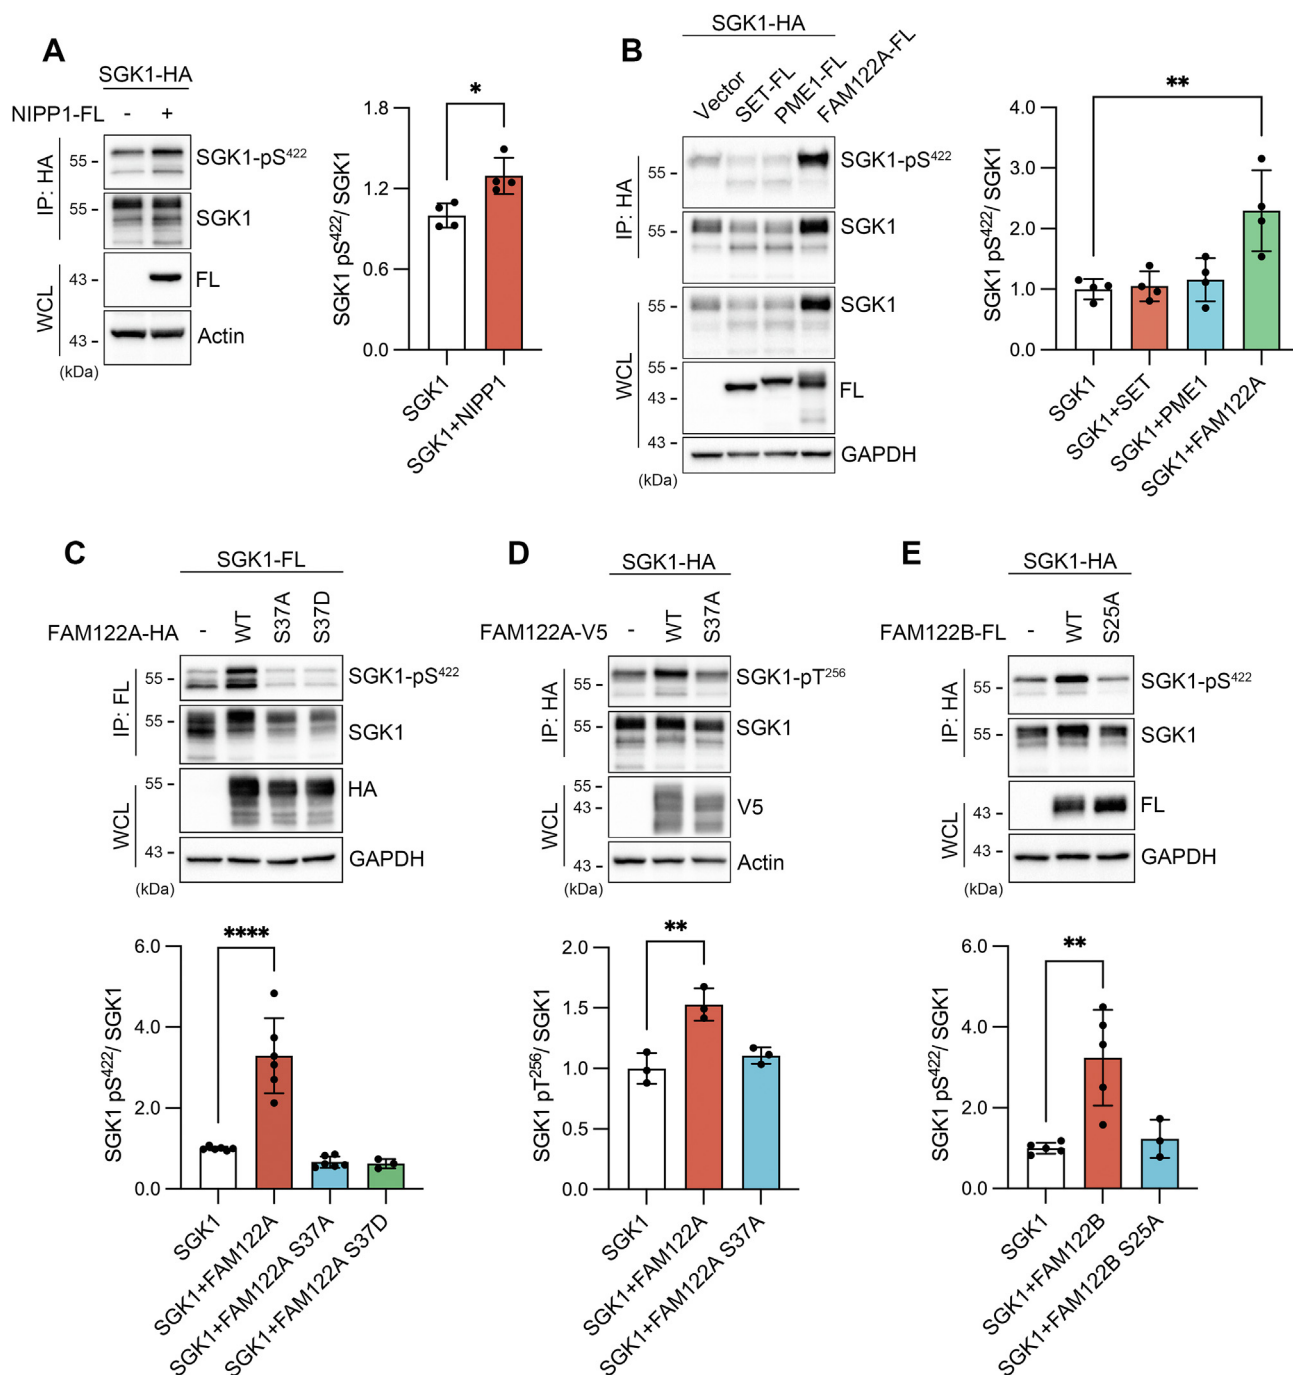 A
SGK1-HA
NIPP1-FL - +
IP: HA
55 -
SGK1-pS422
55 -
SGK1
WCL
43 -
FL
43 -
Actin
(kDa)
*
SGK1 pS422/ SGK1
1.8
1.2
0.6
0.0
SGK1
SGK1+NIPP1
B
SGK1-HA
Vector
SET-FL
PME1-FL
FAM122A-FL
IP: HA
55 -
SGK1-pS422
55 -
SGK1
WCL
55 -
SGK1
55 -
43 -
FL
43 -
GAPDH
(kDa)
**
SGK1 pS422/ SGK1
4.0
3.0
2.0
1.0
0.0
SGK1
SGK1+SET
SGK1+PME1
SGK1+FAM122A
C
SGK1-FL
FAM122A-HA - WT S37A S37D
IP: FL
55 -
SGK1-pS422
55 -
SGK1
WCL
55 -
HA
43 -
GAPDH
(kDa)
****
SGK1 pS422/ SGK1
6.0
4.0
2.0
0.0
SGK1
SGK1+FAM122A
SGK1+FAM122A S37A
SGK1+FAM122A S37D
D
SGK1-HA
FAM122A-V5 - WT S37A
IP: HA
55 -
SGK1-pT256
55 -
SGK1
WCL
55 -
43 -
V5
43 -
Actin
(kDa)
**
SGK1 pT256/ SGK1
2.0
1.5
1.0
0.5
0.0
SGK1
SGK1+FAM122A
SGK1+FAM122A S37A
E
SGK1-HA
FAM122B-FL - WT S25A
IP: HA
55 -
SGK1-pS422
55 -
SGK1
WCL
43 -
FL
43 -
GAPDH
(kDa)
**
SGK1 pS422/ SGK1
6.0
4.0
2.0
0.0
SGK1
SGK1+FAM122B
SGK1+FAM122B S25A